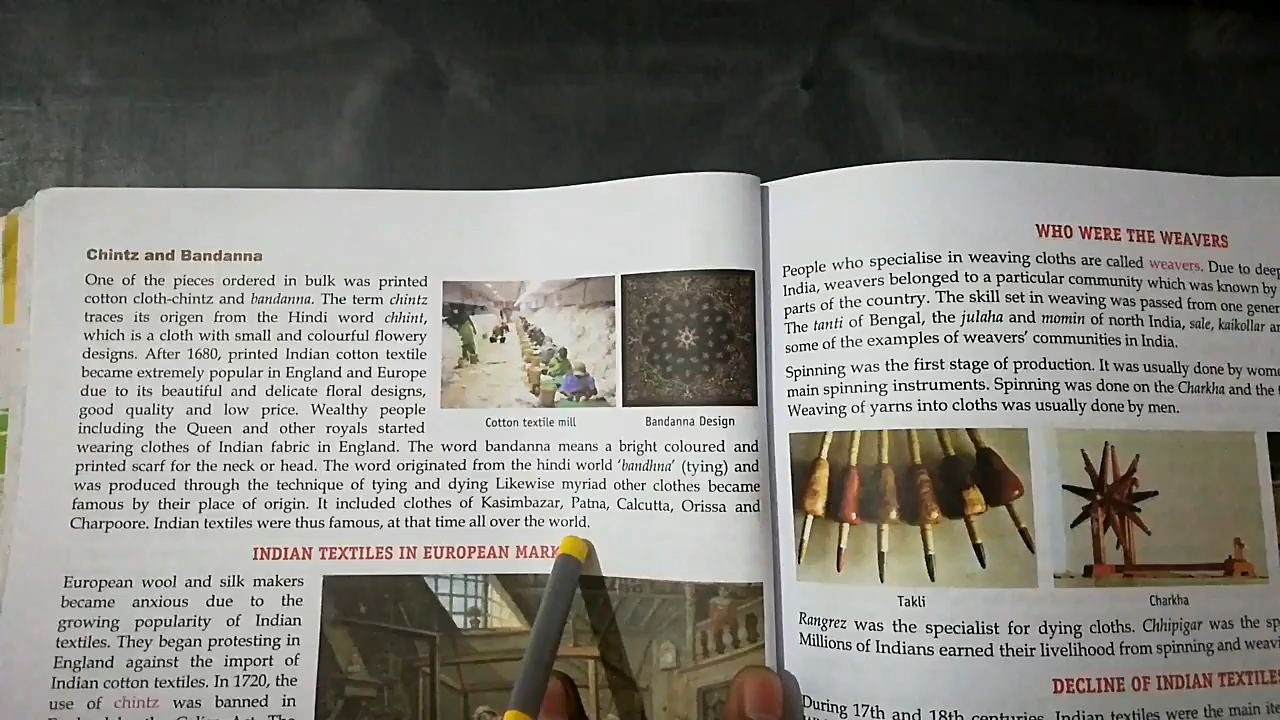 Chintz and Bandanna
One of the pieces ordered in bulk was printed
cotton cloth-chintz and bandanna. The term chintz
traces its origen from the Hindi word chhint,
which is a cloth with small and colourful flowery
designs. After 1680, printed Indian cotton textile
became extremely popular in England and Europe
due to its beautiful and delicate floral designs,
good quality and low price. Wealthy people
including the Queen and other royals started
wearing clothes of Indian fabric in England. The word bandanna means a bright coloured and
printed scarf for the neck or head. The word originated from the hindi world 'bandhna' (tying) and
was produced through the technique of tying and dying Likewise myriad other clothes became
famous by their place of origin. It included clothes of Kasimbazar, Patna, Calcutta, Orissa and
Charpoore. Indian textiles were thus famous, at that time all over the world.
Cotton textile mill
Bandanna Design
INDIAN TEXTILES IN EUROPEAN MARK
European wool and silk makers
became anxious due to the
growing popularity of Indian
textiles. They began protesting in
England against the import of
Indian cotton textiles. In 1720, the
use of chintz was banned in
WHO WERE THE WEAVERS
People who specialise in weaving cloths are called weavers. Due to deep
India, weavers belonged to a particular community which was known by
parts of the country. The skill set in weaving was passed from one gener
The tanti of Bengal, the julaha and momin of north India, sale, kaikollar an
some of the examples of weavers' communities in India.
Spinning was the first stage of production. It was usually done by wome
main spinning instruments. Spinning was done on the Charkha and the
Weaving of yarns into cloths was usually done by men.
Takli
Charkha
Rangrez was the specialist for dying cloths. Chhipigar was the sp
Millions of Indians earned their livelihood from spinning and weavi
DECLINE OF INDIAN TEXTILES
During 17th and 18th centuries, Indian textiles were the main ite